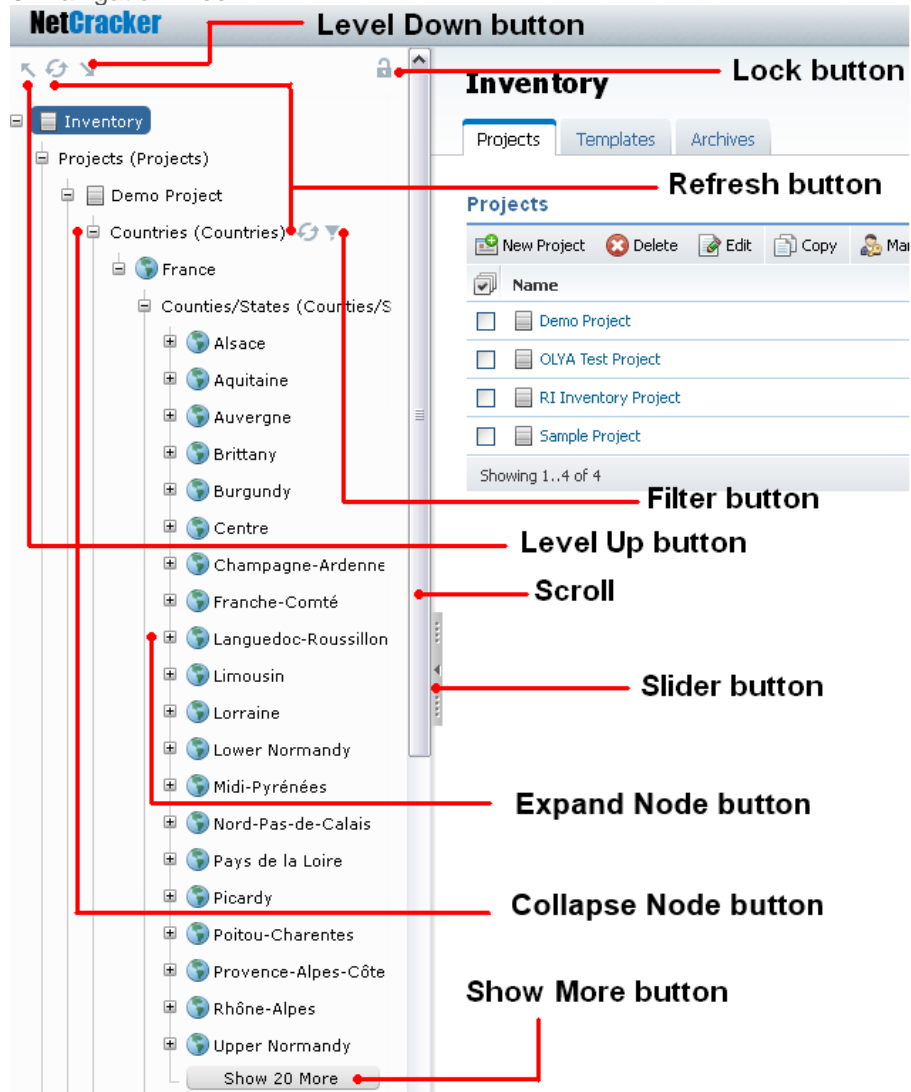 NetCracker
Level Down button
Lock button
Inventory
Inventory
Projects Templates Archives
Projects (Projects)
Refresh button
Demo Project
Projects
Countries (Countries)
New Project Delete Edit Copy
France
Name
Counties/States (Counties/S
Demo Project
Alsace
OLYA Test Project
Aquitaine
RI Inventory Project
Auvergne
Sample Project
Brittany
Showing 1..4 of 4
Burgundy
Filter button
Centre
Level Up button
Champagne-Ardenne
Scroll
Franche-Comté
Languedoc-Roussillon
Limousin
Slider button
Lorraine
Lower Normandy
Midi-Pyrénées
Expand Node button
Nord-Pas-de-Calais
Pays de la Loire
Picardy
Collapse Node button
Poitou-Charentes
Provence-Alpes-Côte
Show More button
Rhône-Alpes
Upper Normandy
Show 20 More